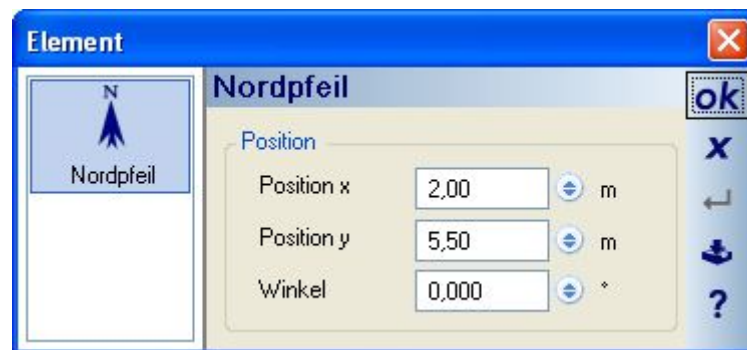 Element
N
Nordpfeil
Nordpfeil
Position
Position x 2,00 m
Position y 5,50 m
Winkel 0,000 °
ok
x
?